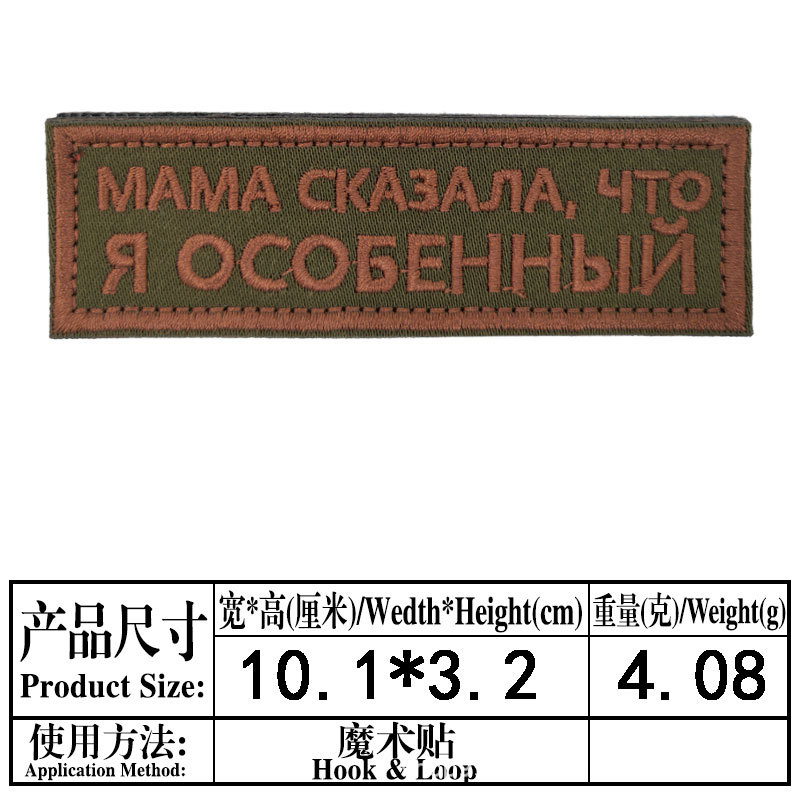 МАМА СКАЗАЛА, ЧТО
Я ОСОБЕННЫЙ
产品尺寸
Product Size:
宽*高(厘米)/Wedth*Height(cm)
重量(克)/Weight(g)
10.1*3.2
4.08
使用方法:
Application Method:
魔术贴
Hook & Loop